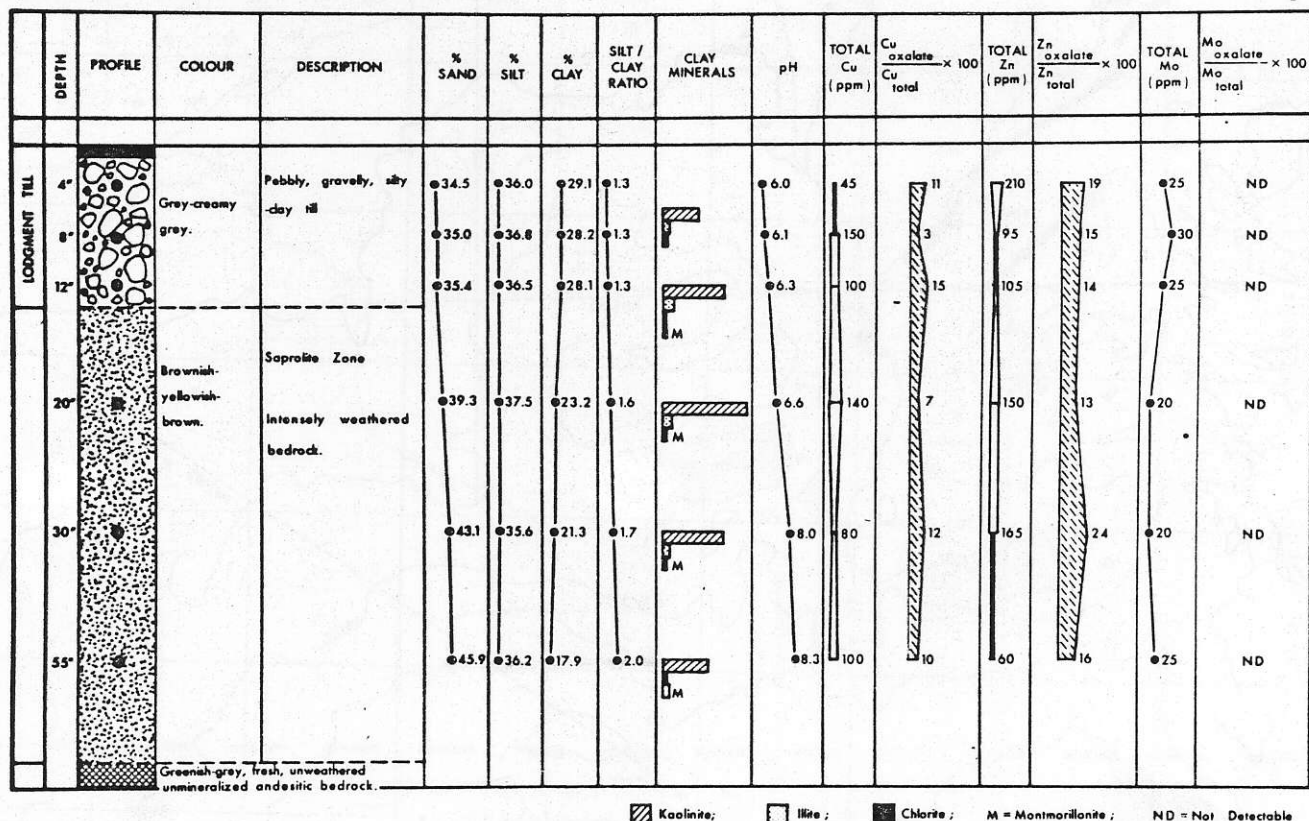 DEPTH
PROFILE
COLOUR
DESCRIPTION
% SAND
% SILT
% CLAY
SILT / CLAY RATIO
CLAY MINERALS
pH
TOTAL Cu (ppm)
Cu oxalate / Cu total × 100
TOTAL Zn (ppm)
Zn oxalate / Zn total × 100
TOTAL Mo (ppm)
Mo oxalate / Mo total × 100
LODGMENT TILL
Pebbly, gravelly, silty
-clay till
Grey-creamy
grey.
4" 34.5 36.0 29.1 1.3 6.0 45 11 210 19 25 ND
8" 35.0 36.8 28.2 1.3 6.1 150 3 95 15 30 ND
12" 35.4 36.5 28.1 1.3 6.3 100 15 105 14 25 ND
M
Saprolite Zone
Brownish-
yellowish-
brown.
Intensely weathered
bedrock.
20" 39.3 37.5 23.2 1.6 6.6 140 7 150 13 20 ND
M
30" 43.1 35.6 21.3 1.7 8.0 80 12 165 24 20 ND
M
55" 45.9 36.2 17.9 2.0 8.3 100 10 60 16 25 ND
M
Greenish-grey, fresh, unweathered
unmineralized andesitic bedrock.
Kaolinite; Illite; Chlorite; M = Montmorillonite; ND = Not Detectable